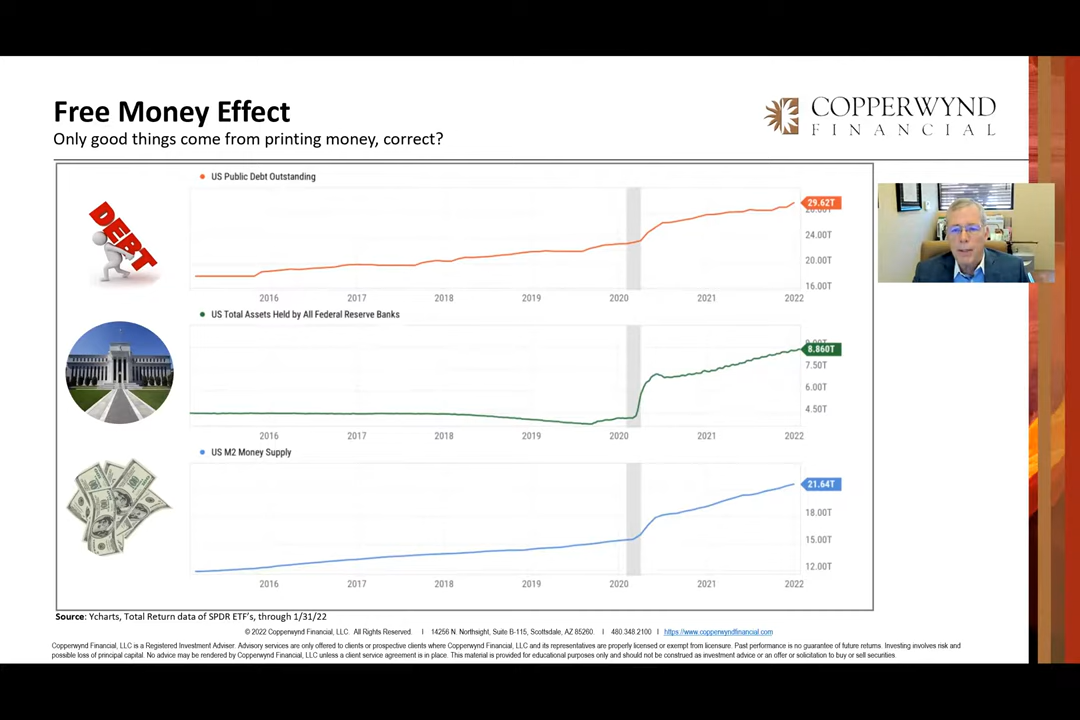 Free Money Effect
Only good things come from printing money, correct?
COPPERWYND
FINANCIAL
US Public Debt Outstanding
DEBT
29.62T
24.00T
20.00T
16.00T
2016 2017 2018 2019 2020 2021 2022
US Total Assets Held by All Federal Reserve Banks
8.860T
7.50T
6.00T
4.50T
2016 2017 2018 2019 2020 2021 2022
US M2 Money Supply
21.64T
18.00T
15.00T
12.00T
2016 2017 2018 2019 2020 2021 2022
Source: Ycharts, Total Return data of SPDR ETF's, through 1/31/22
© 2022 Copperwynd Financial, LLC. All Rights Reserved. I 14256 N. Northsight, Suite B-115, Scottsdale, AZ 85260. I 480.348.2100 I https://www.copperwyndfinancial.com
Copperwynd Financial, LLC is a Registered Investment Adviser. Advisory services are only offered to clients or prospective clients where Copperwynd Financial, LLC and its representatives are properly licensed or exempt from licensure. Past performance is no guarantee of future returns. Investing involves risk and
possible loss of principal capital. No advice may be rendered by Copperwynd Financial, LLC unless a client service agreement is in place. This material is provided for educational purposes only and should not be construed as investment advice or an offer or solicitation to buy or sell securities.